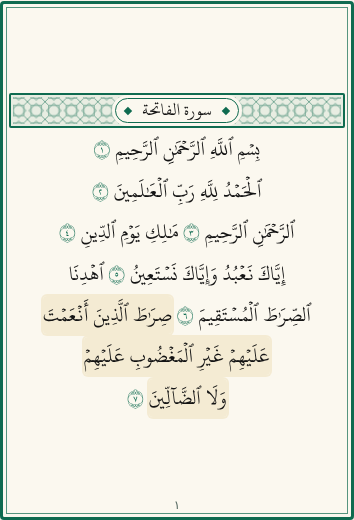 سورة الفاتحة
بِسْمِ ٱللَّهِ ٱلرَّحْمَٰنِ ٱلرَّحِيمِ ١
ٱلْحَمْدُ لِلَّهِ رَبِّ ٱلْعَٰلَمِينَ ٢
ٱلرَّحْمَٰنِ ٱلرَّحِيمِ ٣ مَٰلِكِ يَوْمِ ٱلدِّينِ ٤
إِيَّاكَ نَعْبُدُ وَإِيَّاكَ نَسْتَعِينُ ٥ ٱهْدِنَا
ٱلصِّرَٰطَ ٱلْمُسْتَقِيمَ ٦ صِرَٰطَ ٱلَّذِينَ أَنْعَمْتَ
عَلَيْهِمْ غَيْرِ ٱلْمَغْضُوبِ عَلَيْهِمْ
وَلَا ٱلضَّآلِّينَ ٧
١